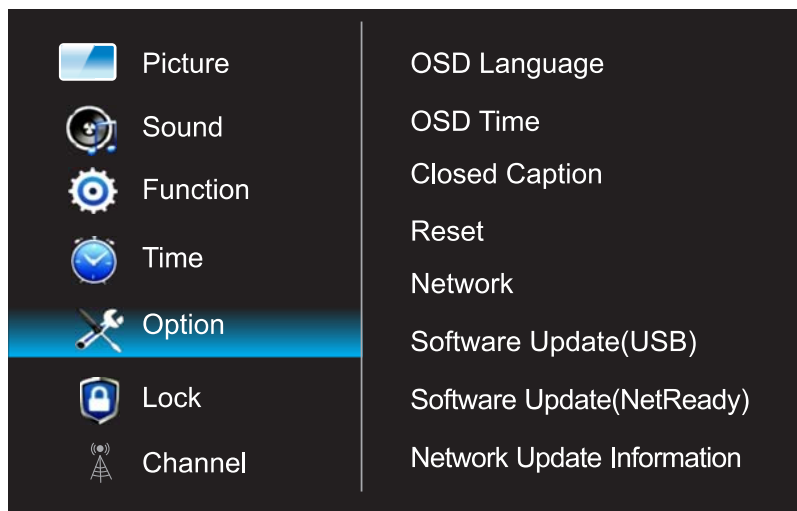 Picture
Sound
Function
Time
Option
Lock
Channel
OSD Language
OSD Time
Closed Caption
Reset
Network
Software Update(USB)
Software Update(NetReady)
Network Update Information